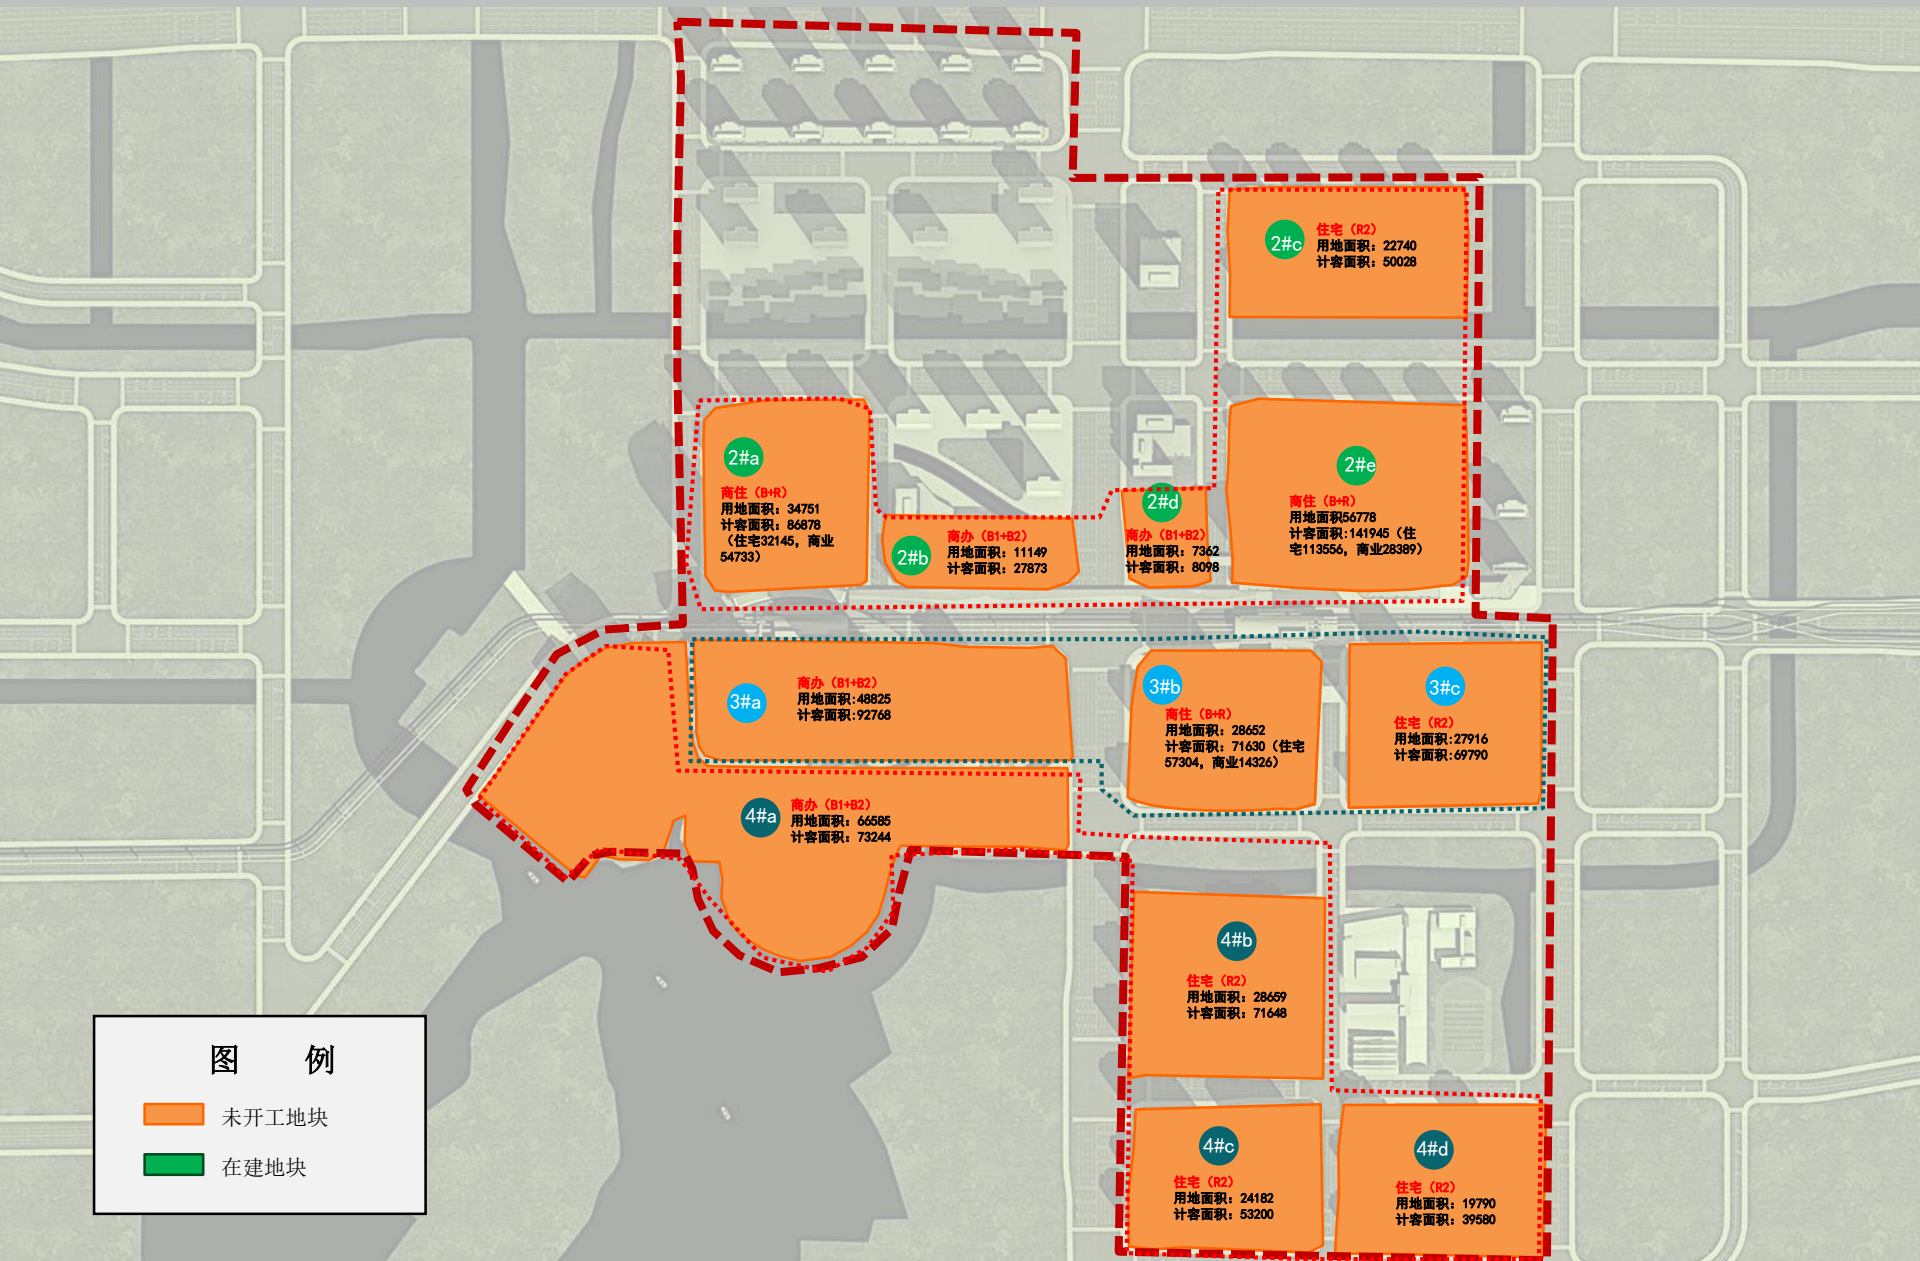 2#c
住宅（R2）
用地面积：22740
计容面积：50028
2#a
商住（B+R）
用地面积：34751
计容面积：86878
（住宅32145，商业
54733）
2#b
商办（B1+B2）
用地面积：11149
计容面积：27873
2#d
商办（B1+B2）
用地面积：7362
计容面积：8098
2#e
商住（B+R）
用地面积56778
计容面积:141945（住
宅113556，商业28389）
3#a
商办（B1+B2）
用地面积:48825
计容面积:92768
3#b
商住（B+R）
用地面积：28652
计容面积：71630（住宅
57304，商业14326）
3#c
住宅（R2）
用地面积:27916
计容面积:69790
4#a
商办（B1+B2）
用地面积：66585
计容面积：73244
4#b
住宅（R2）
用地面积：28659
计容面积：71648
4#c
住宅（R2）
用地面积：24182
计容面积：53200
4#d
住宅（R2）
用地面积：19790
计容面积：39580
图 例
未开工地块
在建地块